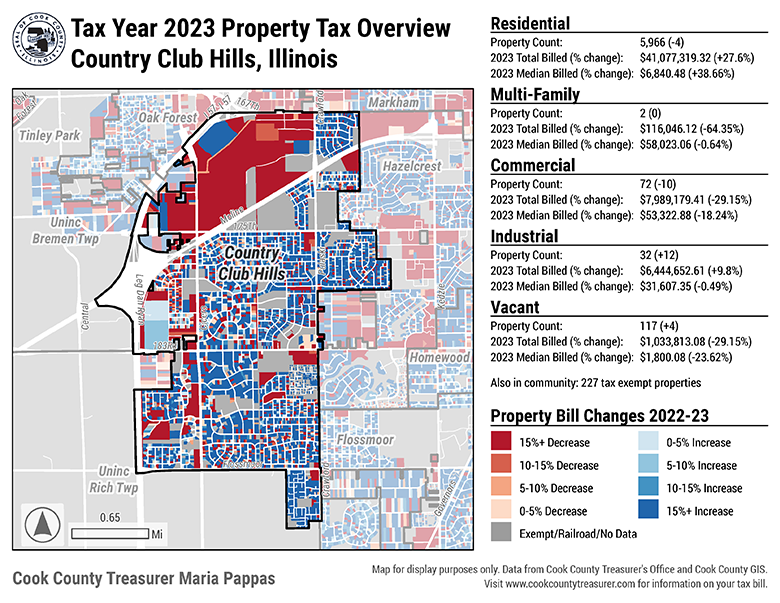 Tax Year 2023 Property Tax Overview
Country Club Hills, Illinois
Residential
Property Count: 5,966 (-4)
2023 Total Billed (% change): $41,077,319.32 (+27.6%)
2023 Median Billed (% change): $6,840.48 (+38.66%)
Multi-Family
Property Count: 2 (0)
2023 Total Billed (% change): $116,046.12 (-64.35%)
2023 Median Billed (% change): $58,023.06 (-0.64%)
Commercial
Property Count: 72 (-10)
2023 Total Billed (% change): $7,989,179.41 (-29.15%)
2023 Median Billed (% change): $53,322.88 (-18.24%)
Industrial
Property Count: 32 (+12)
2023 Total Billed (% change): $6,444,652.61 (+9.8%)
2023 Median Billed (% change): $31,607.35 (-0.49%)
Vacant
Property Count: 117 (+4)
2023 Total Billed (% change): $1,033,813.08 (-29.15%)
2023 Median Billed (% change): $1,800.08 (-23.62%)
Also in community: 227 tax exempt properties
Property Bill Changes 2022-23
15%+ Decrease
10-15% Decrease
5-10% Decrease
0-5% Decrease
Exempt/Railroad/No Data
0-5% Increase
5-10% Increase
10-15% Increase
15%+ Increase
Oak Forest
167th
Markham
Tinley Park
Hazelcrest
Uninc
Bremen Twp
175th
Country
Club Hills
Central
Kedzie
183rd
Homewood
Flossmoor
Crawford
Governors
Uninc
Rich Twp
0.65
Mi
Cook County Treasurer Maria Pappas
Map for display purposes only. Data from Cook County Treasurer's Office and Cook County GIS.
Visit www.cookcountytreasurer.com for information on your tax bill.